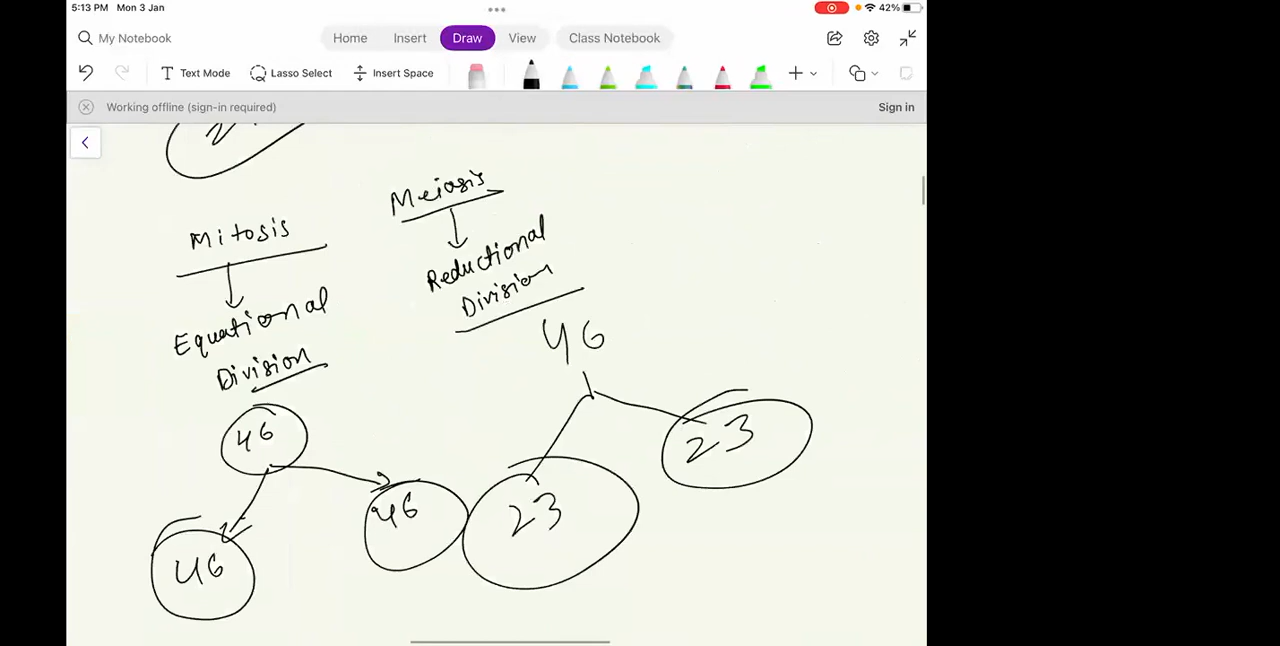 5:13 PM Mon 3 Jan
42%
My Notebook
Home Insert Draw View Class Notebook
Text Mode Lasso Select Insert Space
Working offline (sign-in required)
Sign in
Mitosis
Equational
Division
46
46
46
Meiosis
Reductional
Division
46
23
23